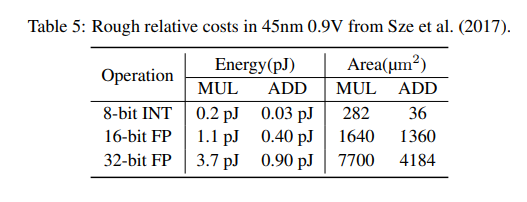 Table 5: Rough relative costs in 45nm 0.9V from Sze et al. (2017).
Operation Energy(pJ) Area(μm²)
MUL ADD MUL ADD
8-bit INT 0.2 pJ 0.03 pJ 282 36
16-bit FP 1.1 pJ 0.40 pJ 1640 1360
32-bit FP 3.7 pJ 0.90 pJ 7700 4184